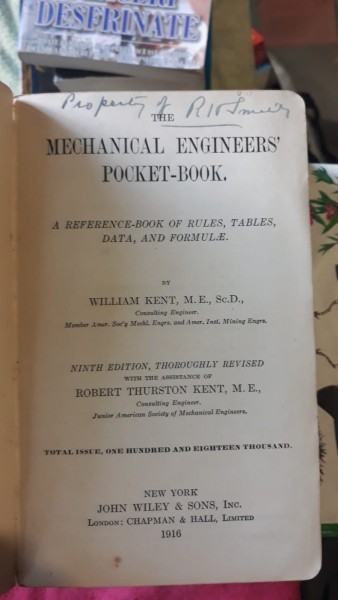 DESFRINATE
Property of R W Smith
THE
MECHANICAL ENGINEERS'
POCKET-BOOK.
A REFERENCE-BOOK OF RULES, TABLES,
DATA, AND FORMULÆ.
BY
WILLIAM KENT, M.E., Sc.D.,
Consulting Engineer.
Member Amer. Soc'y Mechl. Engrs. and Amer. Inst. Mining Engrs.
NINTH EDITION, THOROUGHLY REVISED
WITH THE ASSISTANCE OF
ROBERT THURSTON KENT, M.E.,
Consulting Engineer.
Junior American Society of Mechanical Engineers.
TOTAL ISSUE, ONE HUNDRED AND EIGHTEEN THOUSAND.
NEW YORK
JOHN WILEY & SONS, Inc.
London: CHAPMAN & HALL, Limited
1916